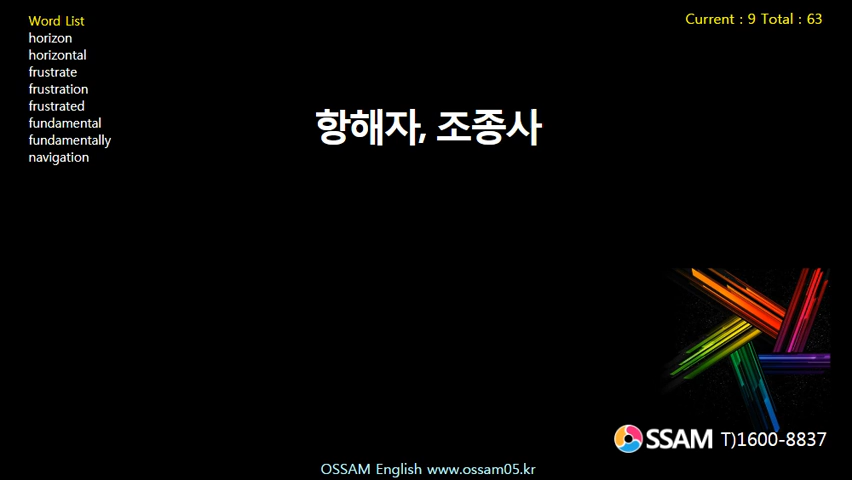 Word List
Current : 9 Total : 63
horizon
horizontal
frustrate
frustration
frustrated
fundamental
fundamentally
navigation
항해자, 조종사
OSSAM T)1600-8837
OSSAM English www.ossam05.kr